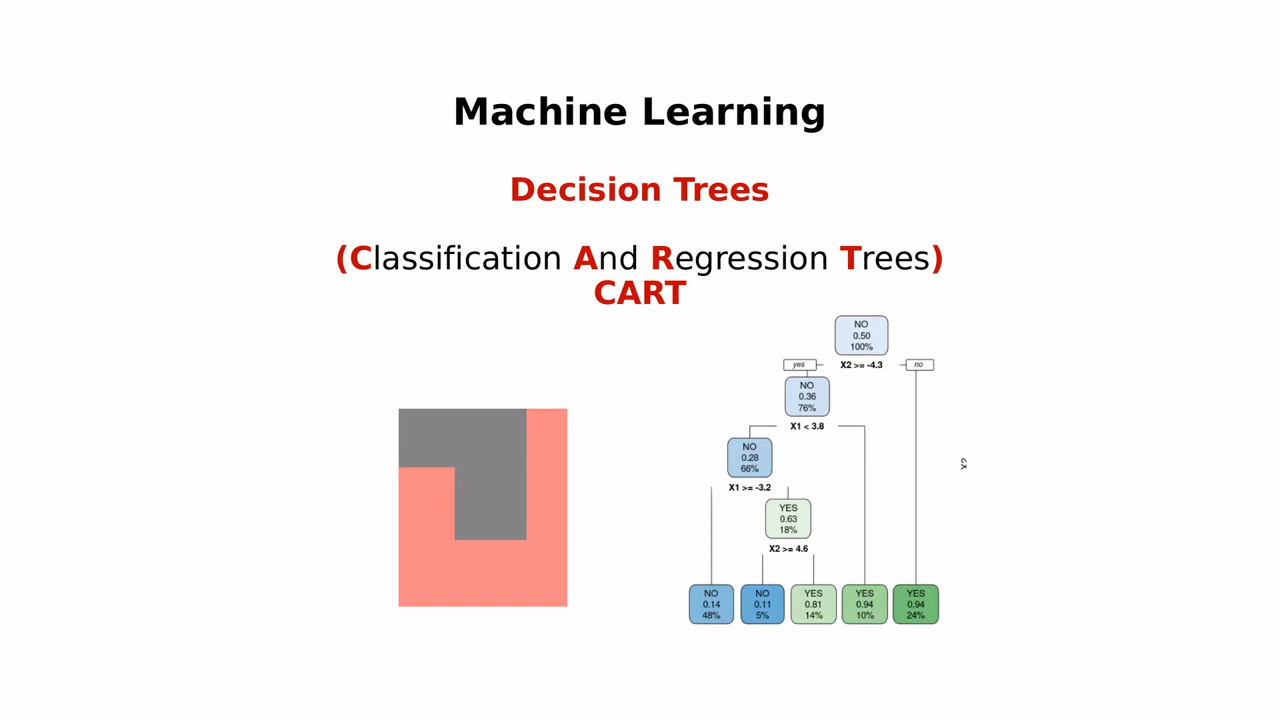 Machine Learning
Decision Trees
(Classification And Regression Trees)
CART
NO
0.50
100%
yes
X2 >= -4.3
no
NO
0.36
76%
X1 < 3.8
NO
0.28
66%
X1 >= -3.2
YES
0.63
18%
X2 >= 4.6
NO
0.14
48%
NO
0.11
5%
YES
0.81
14%
YES
0.94
10%
YES
0.94
24%
X2